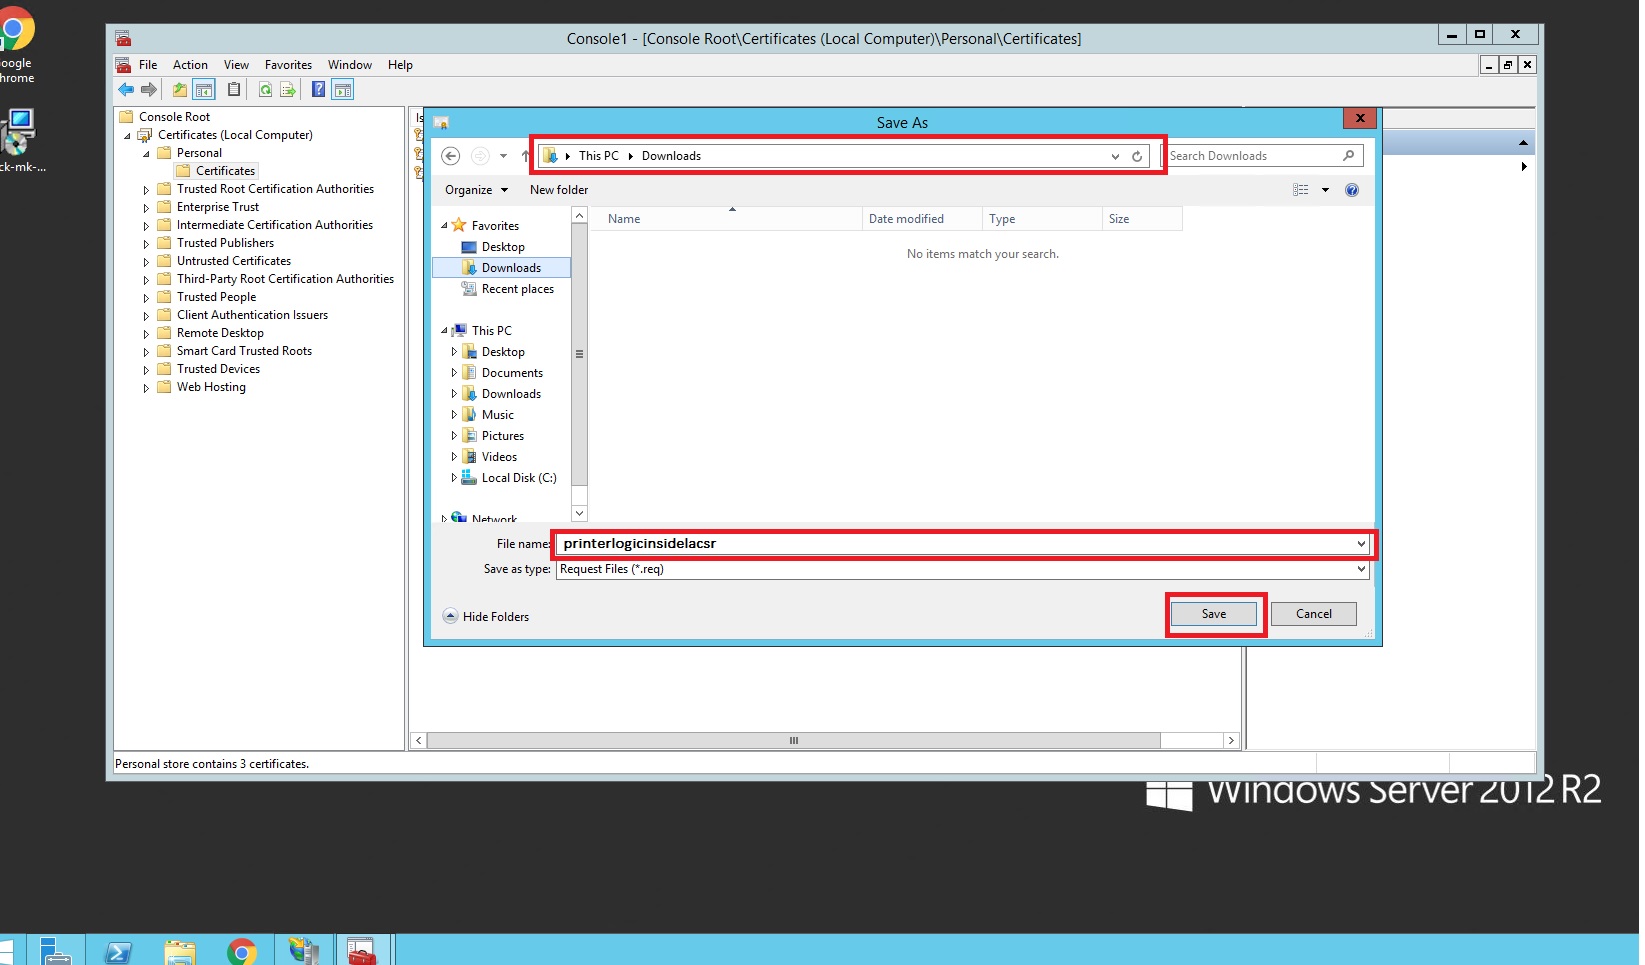 oogle
hrome
ck-mk-...
Console1 - [Console Root\Certificates (Local Computer)\Personal\Certificates]
File Action View Favorites Window Help
Console Root
Certificates (Local Computer)
Personal
Certificates
Trusted Root Certification Authorities
Enterprise Trust
Intermediate Certification Authorities
Trusted Publishers
Untrusted Certificates
Third-Party Root Certification Authorities
Trusted People
Client Authentication Issuers
Remote Desktop
Smart Card Trusted Roots
Trusted Devices
Web Hosting
Is
Save As
This PC Downloads
Search Downloads
Organize New folder
Favorites
Desktop
Downloads
Recent places
This PC
Desktop
Documents
Downloads
Music
Pictures
Videos
Local Disk (C:)
Network
Name Date modified Type Size
No items match your search.
File name: printerlogicinsidelacsr
Save as type: Request Files (*.req)
Hide Folders
Save Cancel
Personal store contains 3 certificates.
Windows Server 2012 R2